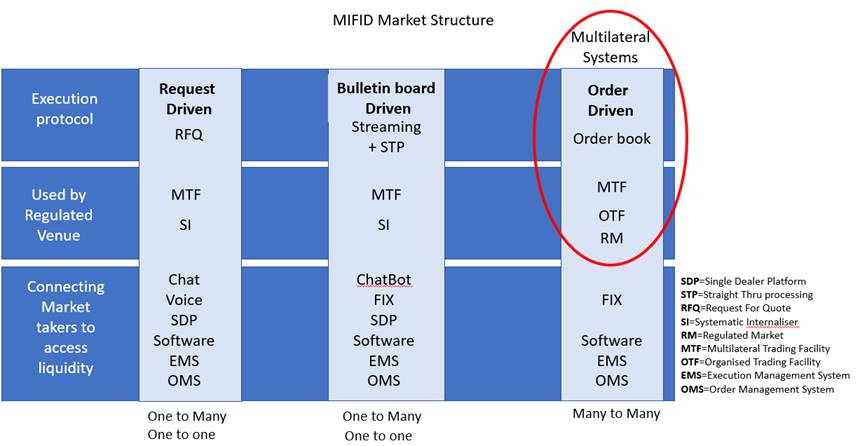 MIFID Market Structure
Multilateral
Systems
Execution
protocol
Request
Driven
RFQ
Bulletin board
Driven
Streaming
+ STP
Order
Driven
Order book
Used by
Regulated
Venue
MTF
SI
MTF
SI
MTF
OTF
RM
Connecting
Market
takers to
access
liquidity
Chat
Voice
SDP
Software
EMS
OMS
ChatBot
FIX
SDP
Software
EMS
OMS
FIX
Software
EMS
OMS
SDP=Single Dealer Platform
STP=Straight Thru processing
RFQ=Request For Quote
SI=Systematic Internaliser
RM=Regulated Market
MTF=Multilateral Trading Facility
OTF=Organised Trading Facility
EMS=Execution Management System
OMS=Order Management System
One to Many
One to one
One to Many
One to one
Many to Many